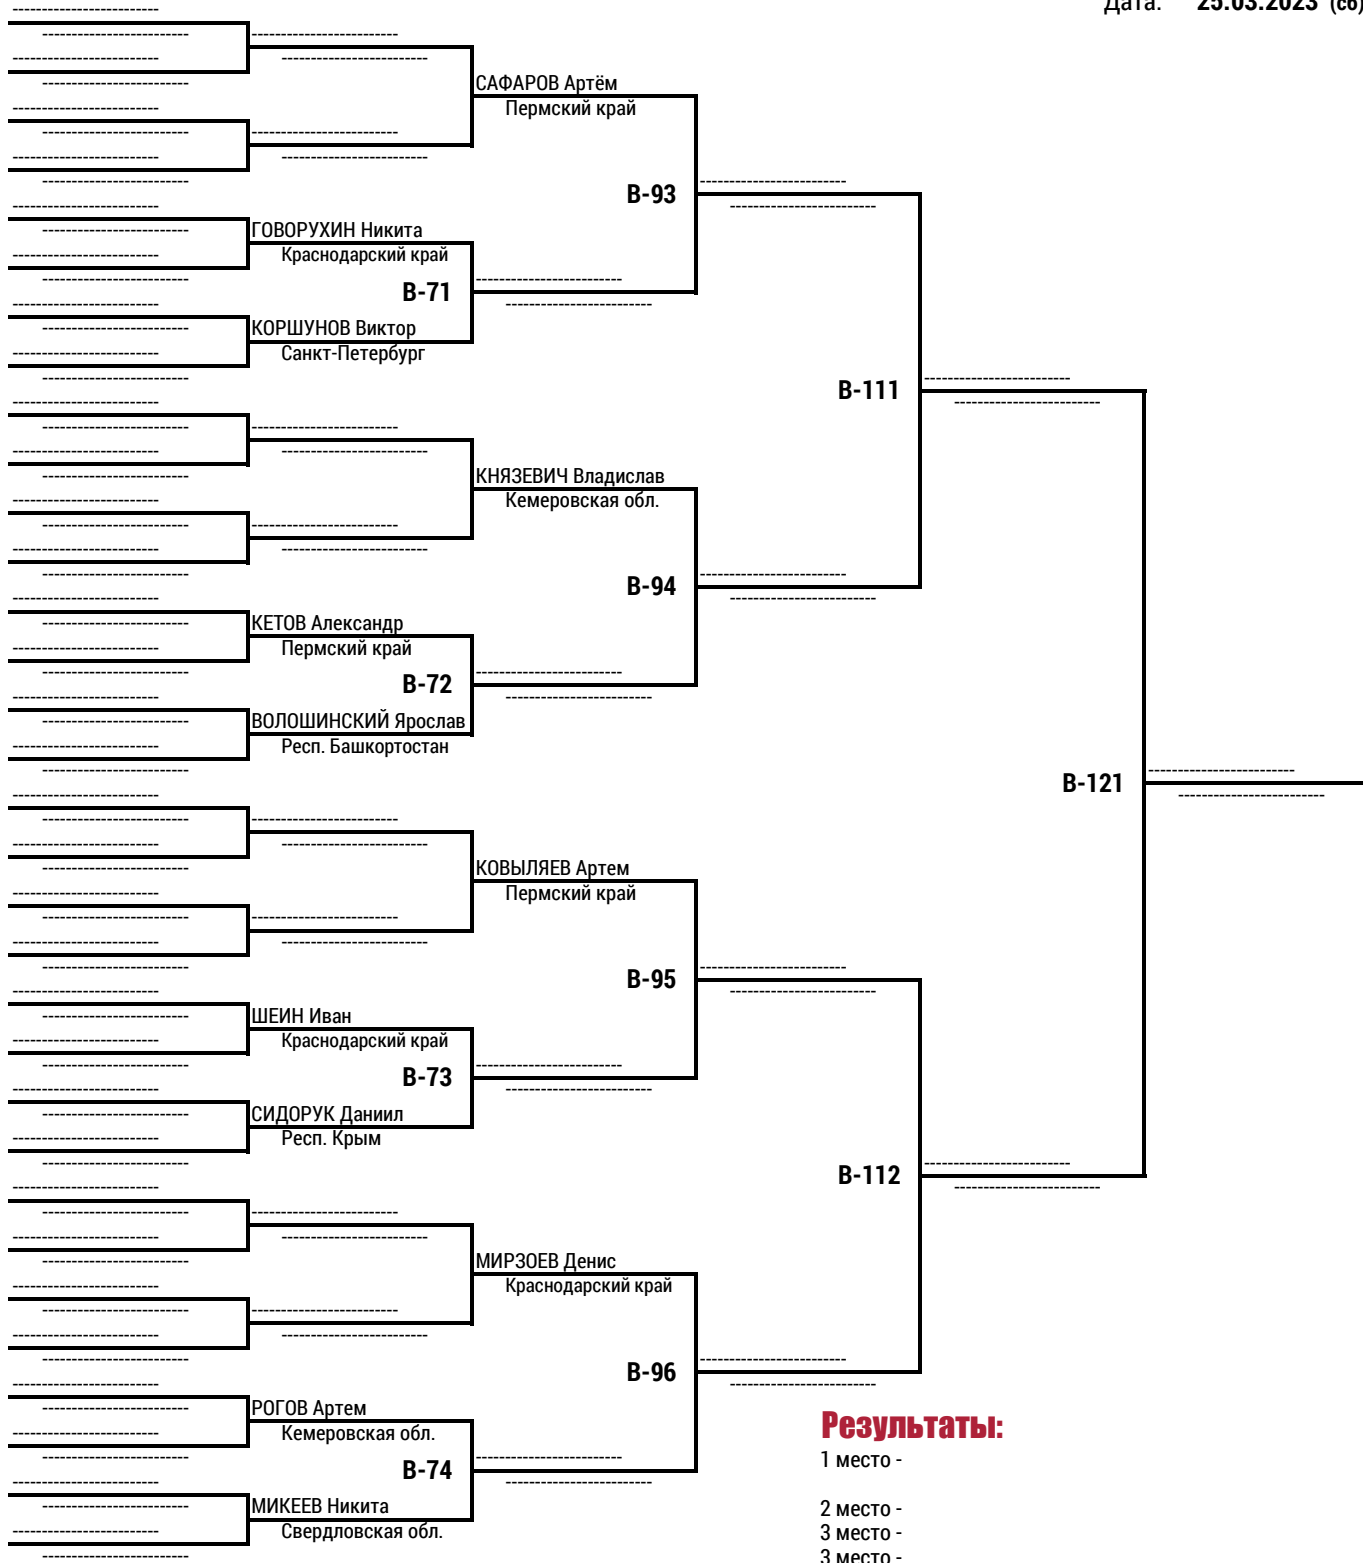 Дата: 25.03.2023 (сб)
САФАРОВ Артём
Пермский край
B-93
ГОВОРУХИН Никита
Краснодарский край
B-71
КОРШУНОВ Виктор
Санкт-Петербург
B-111
КНЯЗЕВИЧ Владислав
Кемеровская обл.
B-94
КЕТОВ Александр
Пермский край
B-72
ВОЛОШИНСКИЙ Ярослав
Респ. Башкортостан
B-121
КОВЫЛЯЕВ Артем
Пермский край
B-95
ШЕИН Иван
Краснодарский край
B-73
СИДОРУК Даниил
Респ. Крым
B-112
МИРЗОЕВ Денис
Краснодарский край
B-96
РОГОВ Артем
Кемеровская обл.
B-74
МИКЕЕВ Никита
Свердловская обл.
Результаты:
1 место -
2 место -
3 место -
3 место -